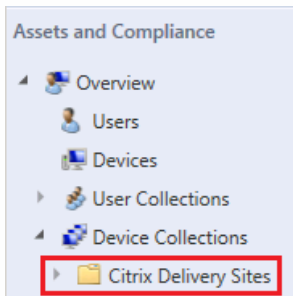 Assets and Compliance
Overview
Users
Devices
User Collections
Device Collections
Citrix Delivery Sites